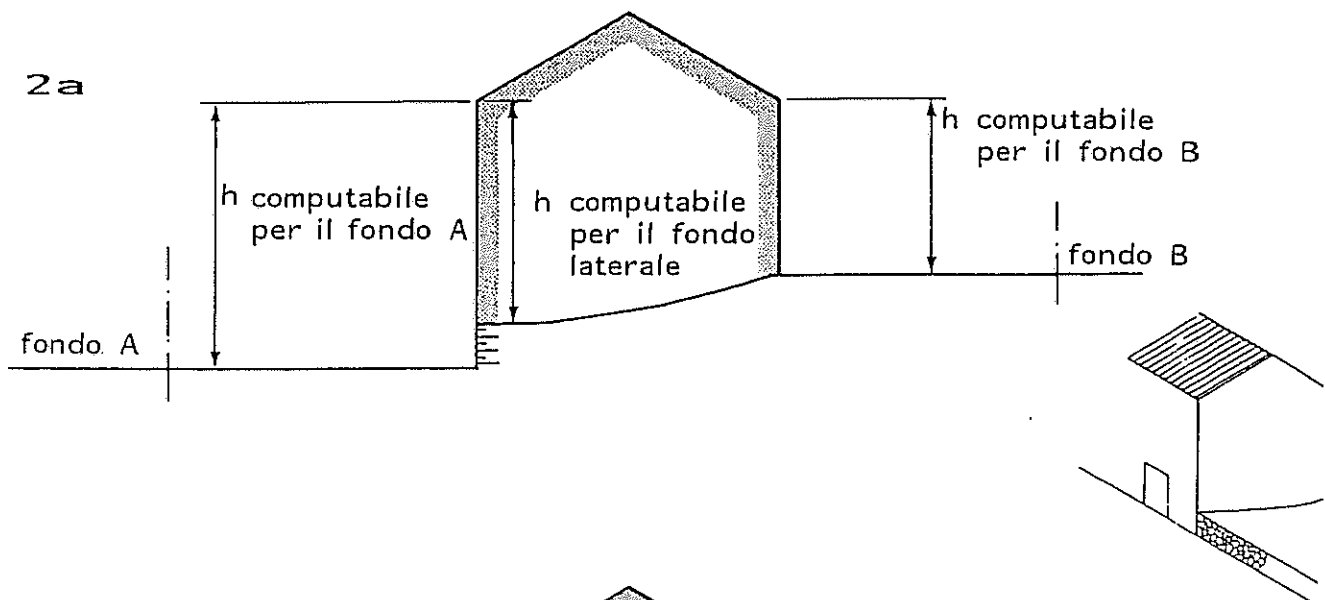 2a
h computabile
per il fondo A
h computabile
per il fondo
laterale
h computabile
per il fondo B
fondo A
fondo B